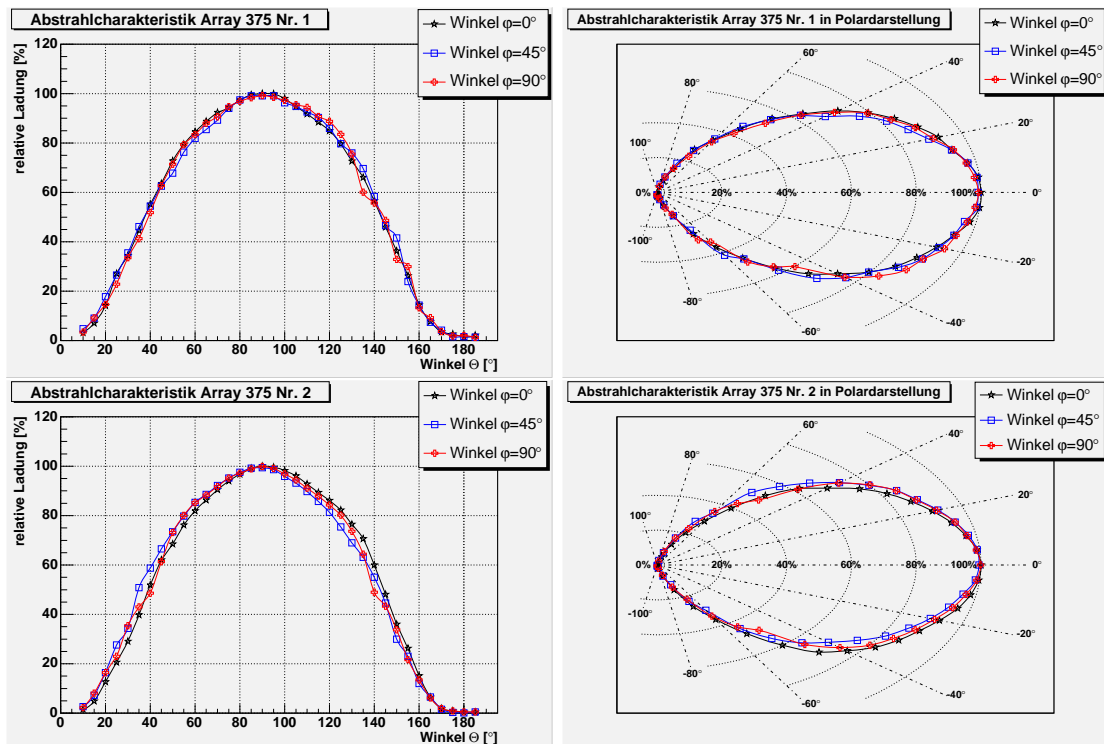 Abstrahlcharakteristik Array 375 Nr. 1
Winkel φ=0°
Winkel φ=45°
Winkel φ=90°
relative Ladung [%]
120
100
80
60
40
20
0
0 20 40 60 80 100 120 140 160 180
Winkel Θ [°]
Abstrahlcharakteristik Array 375 Nr. 1 in Polardarstellung
Winkel φ=0°
Winkel φ=45°
Winkel φ=90°
60°
40°
80°
20°
100°
0% 20% 40% 60% 80% 100% 0°
-100°
-20°
-80°
-40°
-60°
Abstrahlcharakteristik Array 375 Nr. 2
Winkel φ=0°
Winkel φ=45°
Winkel φ=90°
relative Ladung [%]
120
100
80
60
40
20
0
0 20 40 60 80 100 120 140 160 180
Winkel Θ [°]
Abstrahlcharakteristik Array 375 Nr. 2 in Polardarstellung
Winkel φ=0°
Winkel φ=45°
Winkel φ=90°
60°
40°
80°
20°
100°
0% 20% 40% 60% 80% 100% 0°
-100°
-20°
-80°
-40°
-60°